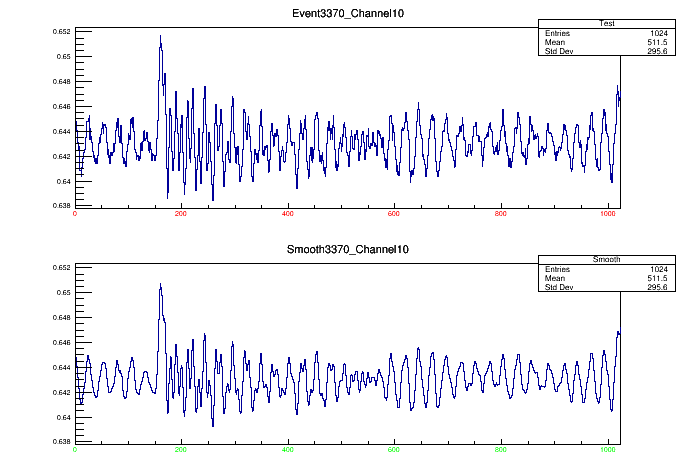 Event3370_Channel10
Test
Entries 1024
Mean 511.5
Std Dev 295.6
0.652
0.65
0.648
0.646
0.644
0.642
0.64
0.638
0 200 400 600 800 1000
Smooth3370_Channel10
Smooth
Entries 1024
Mean 511.5
Std Dev 295.6
0.652
0.65
0.648
0.646
0.644
0.642
0.64
0.638
0 200 400 600 800 1000